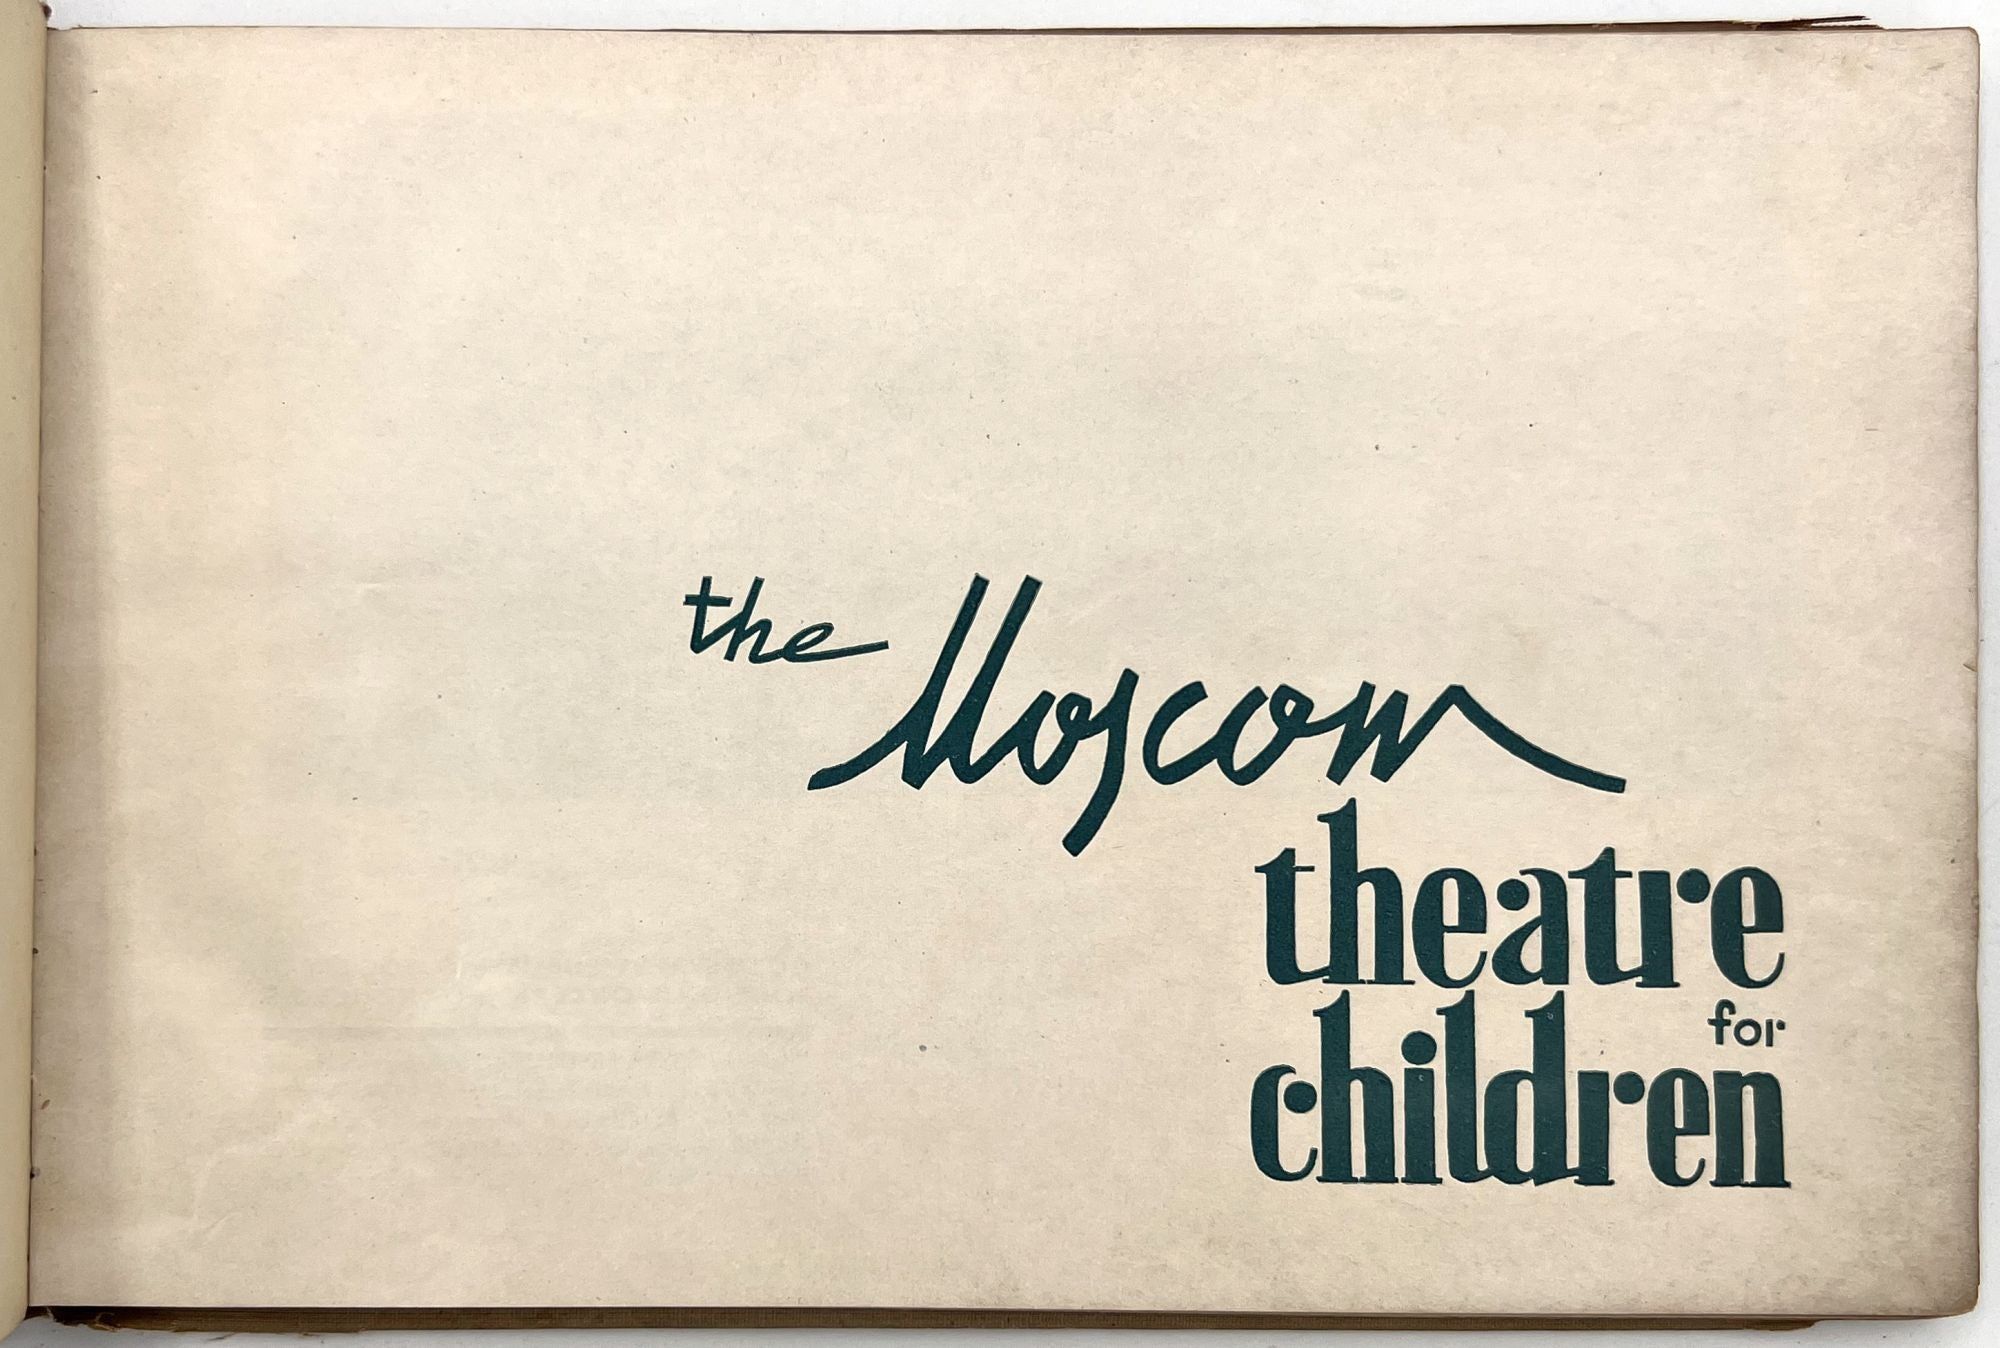 the Moscow
theatre
for
children